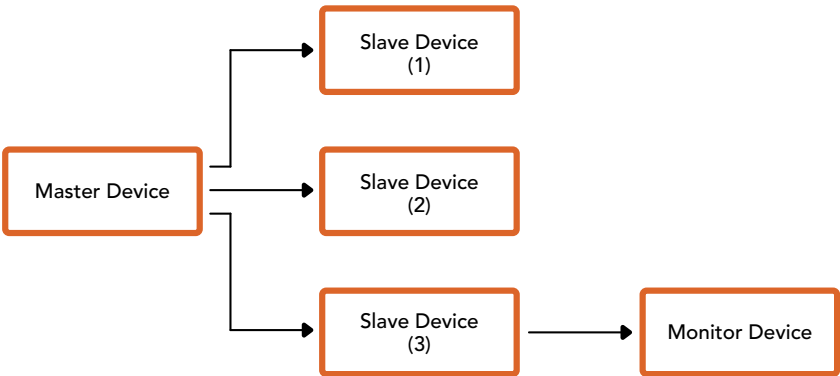 Slave Device
(1)
Master Device
Slave Device
(2)
Slave Device
(3)
Monitor Device